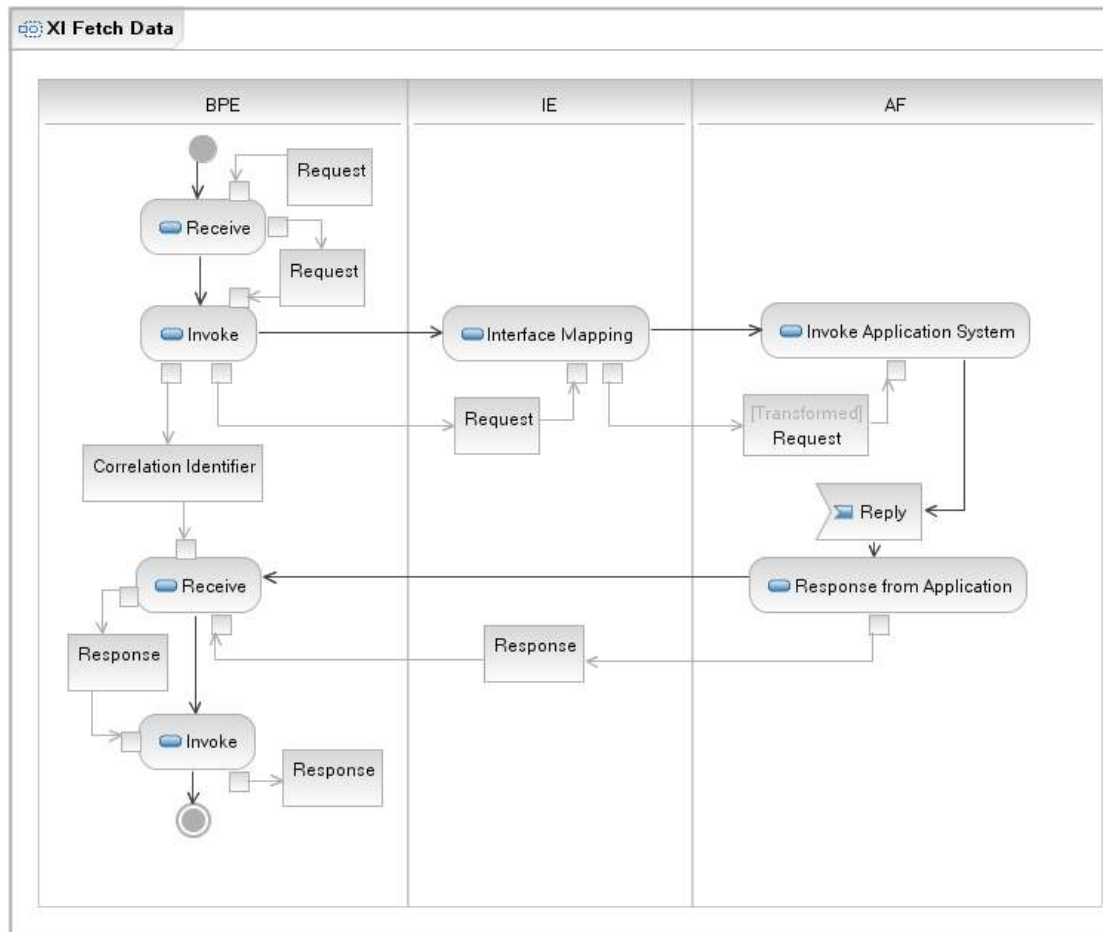 XI Fetch Data
BPE
IE
AF
Request
Receive
Request
Invoke
Interface Mapping
Invoke Application System
Request
[Transformed]
Request
Correlation Identifier
Reply
Receive
Response from Application
Response
Response
Invoke
Response